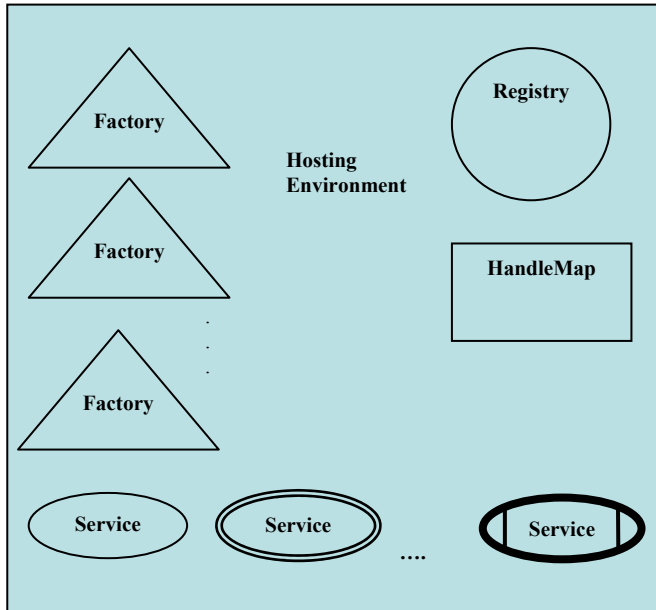 Factory
Registry
Hosting
Environment
Factory
HandleMap
Factory
Service
Service
....
Service